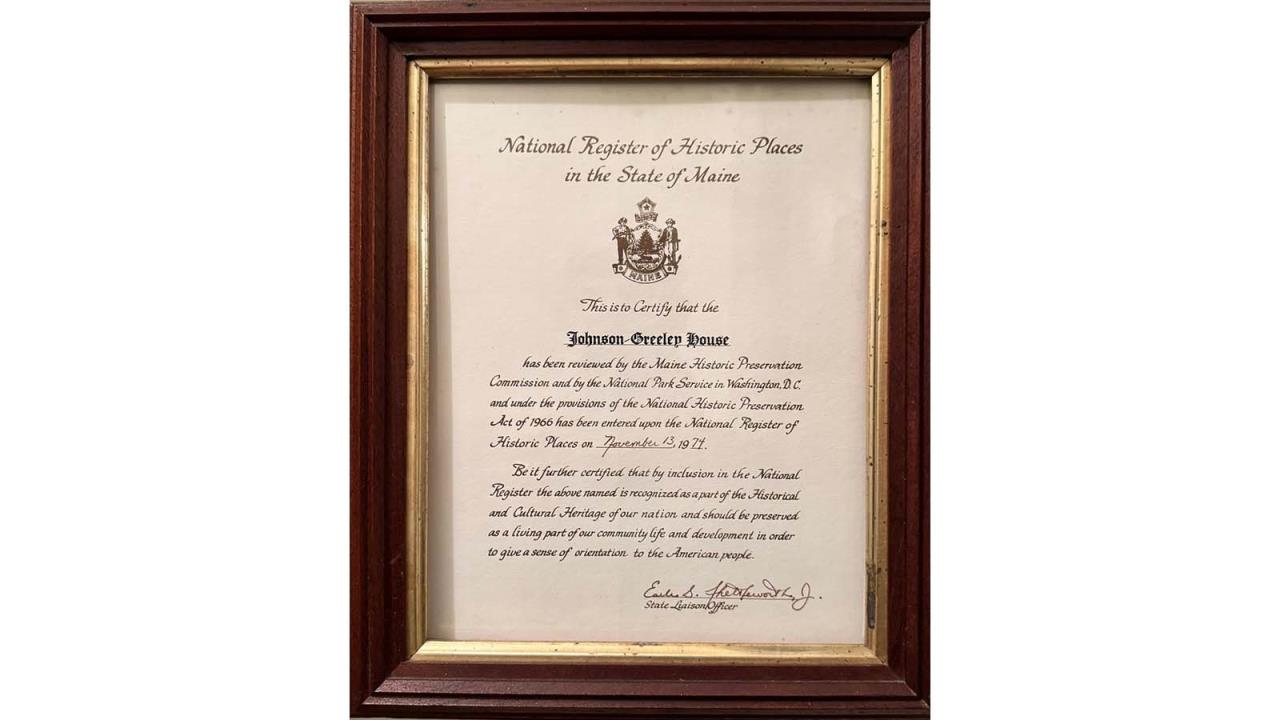 National Register of Historic Places
in the State of Maine
MAINE
This is to Certify that the
Johnson-Greeley House
has been reviewed by the Maine Historic Preservation
Commission and by the National Park Service in Washington, D.C.
and under the provisions of the National Historic Preservation
Act of 1966 has been entered upon the National Register of
Historic Places on November 13, 1974.
Be it further certified that by inclusion in the National
Register the above named is recognized as a part of the Historical
and Cultural Heritage of our nation and should be preserved
as a living part of our community life and development in order
to give a sense of orientation to the American people.
Earle G. Shettleworth, Jr.
State Liaison Officer